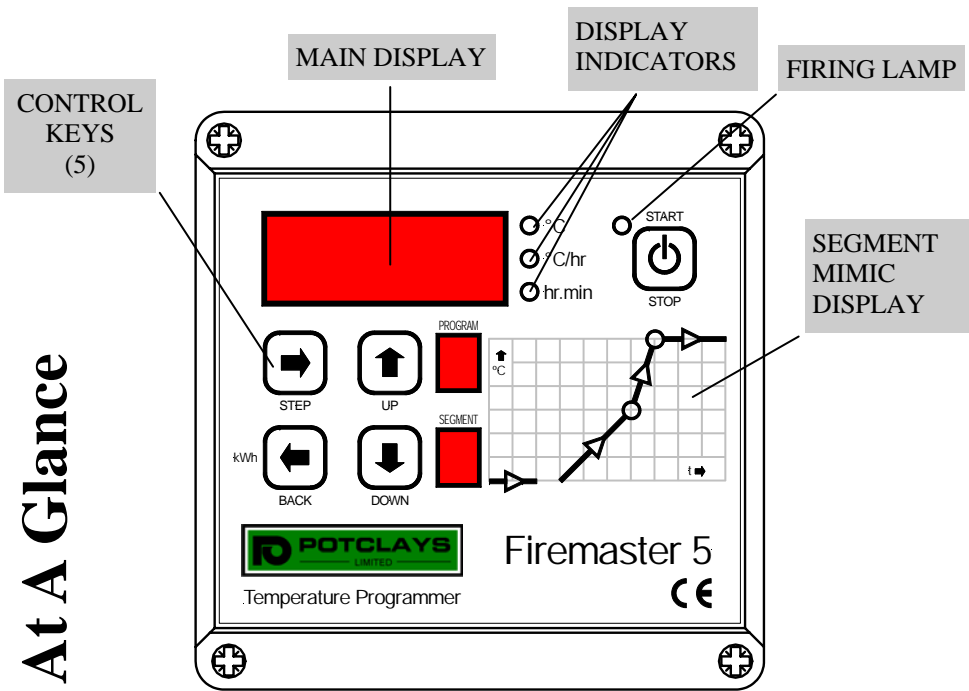 DISPLAY
INDICATORS
MAIN DISPLAY
FIRING LAMP
CONTROL
KEYS
(5)
°C
°C/hr
hr.min
START
STOP
SEGMENT
MIMIC
DISPLAY
PROGRAM
°C
STEP
UP
SEGMENT
kWh
t
BACK
DOWN
POTCLAYS
LIMITED
Firemaster 5
Temperature Programmer
CE
At A Glance